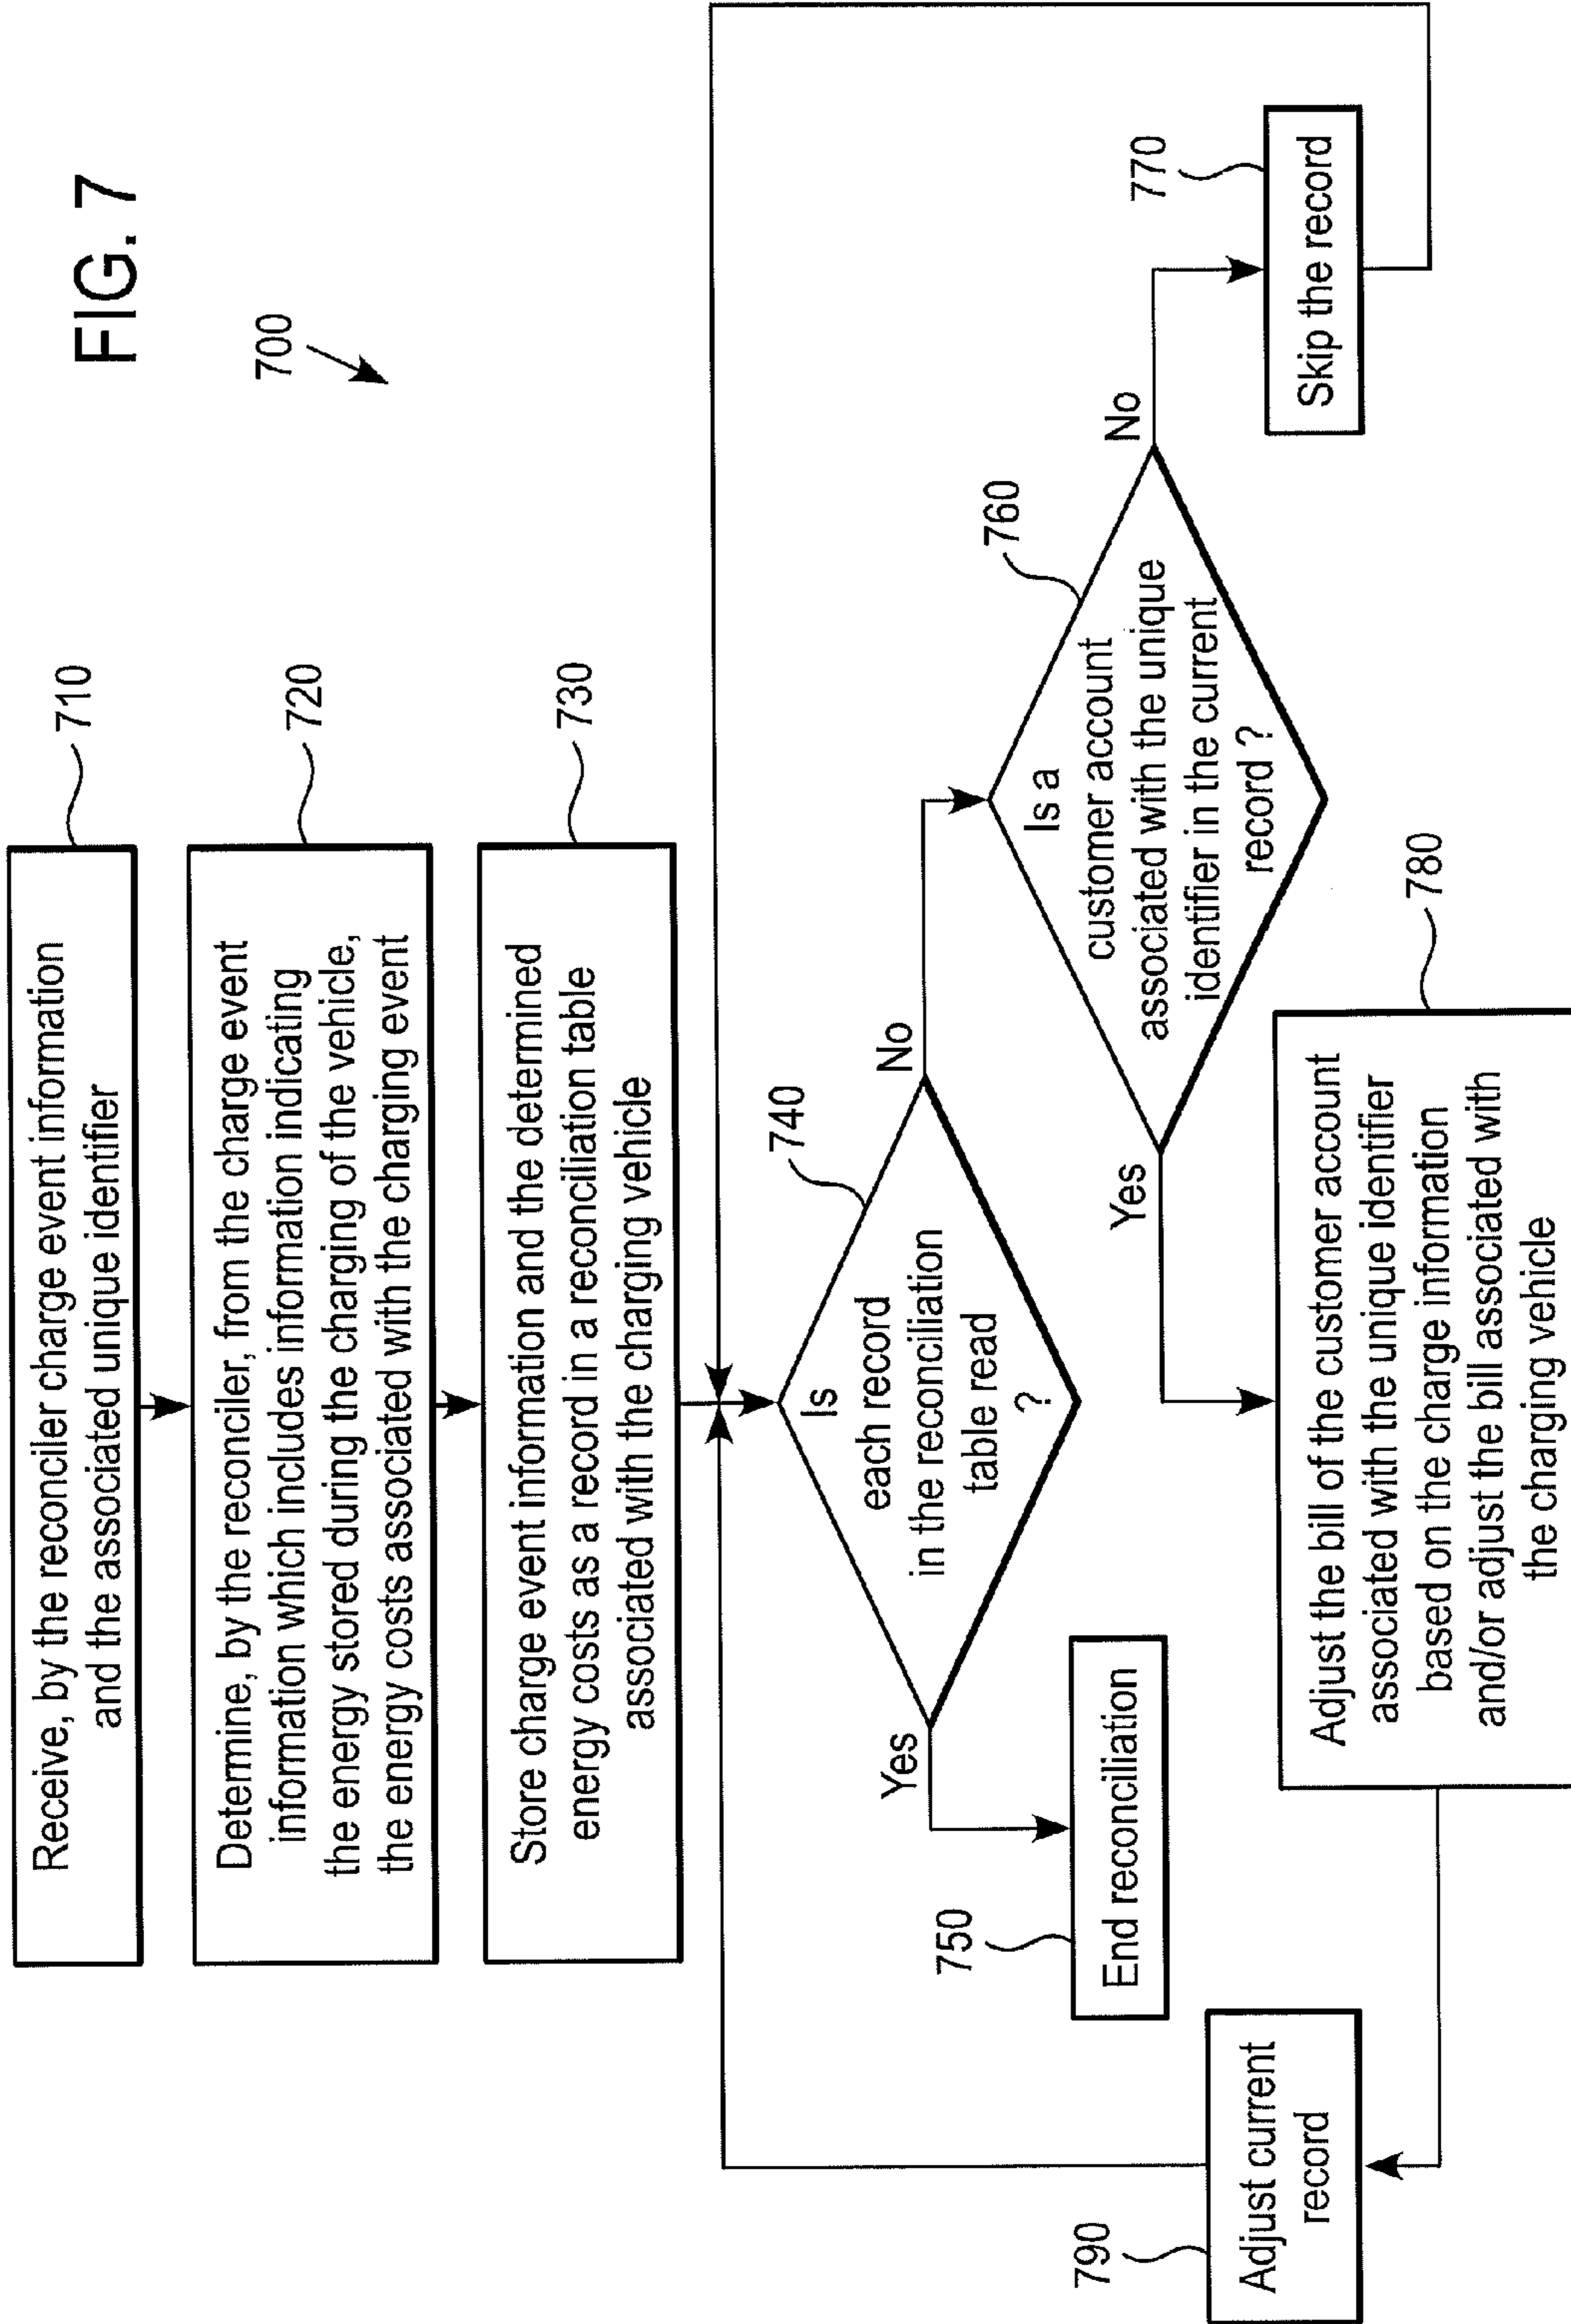 FIG. 7
700
Receive, by the reconciler charge event information
and the associated unique identifier
710
Determine, by the reconciler, from the charge event
information which includes information indicating
the energy stored during the charging of the vehicle,
the energy costs associated with the charging event
720
Store charge event information and the determined
energy costs as a record in a reconciliation table
associated with the charging vehicle
730
Is
each record
in the reconciliation
table read
?
740
Yes
No
End reconciliation
750
Is a
customer account
associated with the unique
identifier in the current
record ?
760
Yes
No
Skip the record
770
Adjust the bill of the customer account
associated with the unique identifier
based on the charge information
and/or adjust the bill associated with
the charging vehicle
780
Adjust current
record
790